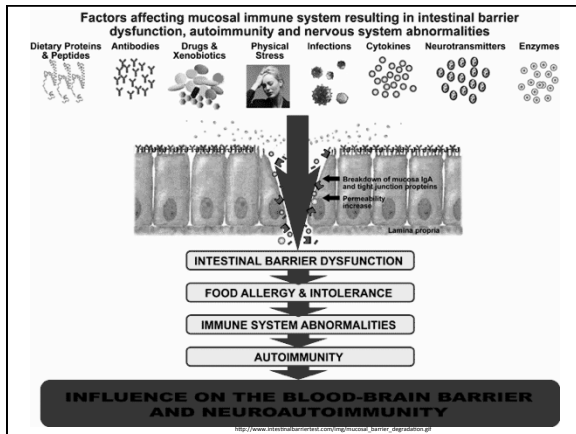 Factors affecting mucosal immune system resulting in intestinal barrier
dysfunction, autoimmunity and nervous system abnormalities
Dietary Proteins
& Peptides
Antibodies
Drugs &
Xenobiotics
Physical
Stress
Infections
Cytokines
Neurotransmitters
Enzymes
Breakdown of mucosa IgA
and tight junction propteins
Permeability
increase
Lamina propria
INTESTINAL BARRIER DYSFUNCTION
FOOD ALLERGY & INTOLERANCE
IMMUNE SYSTEM ABNORMALITIES
AUTOIMMUNITY
INFLUENCE ON THE BLOOD-BRAIN BARRIER
AND NEUROAUTOIMMUNITY
http://www.intestinalbarriertest.com/img/mucosal_barrier_degradation.gif